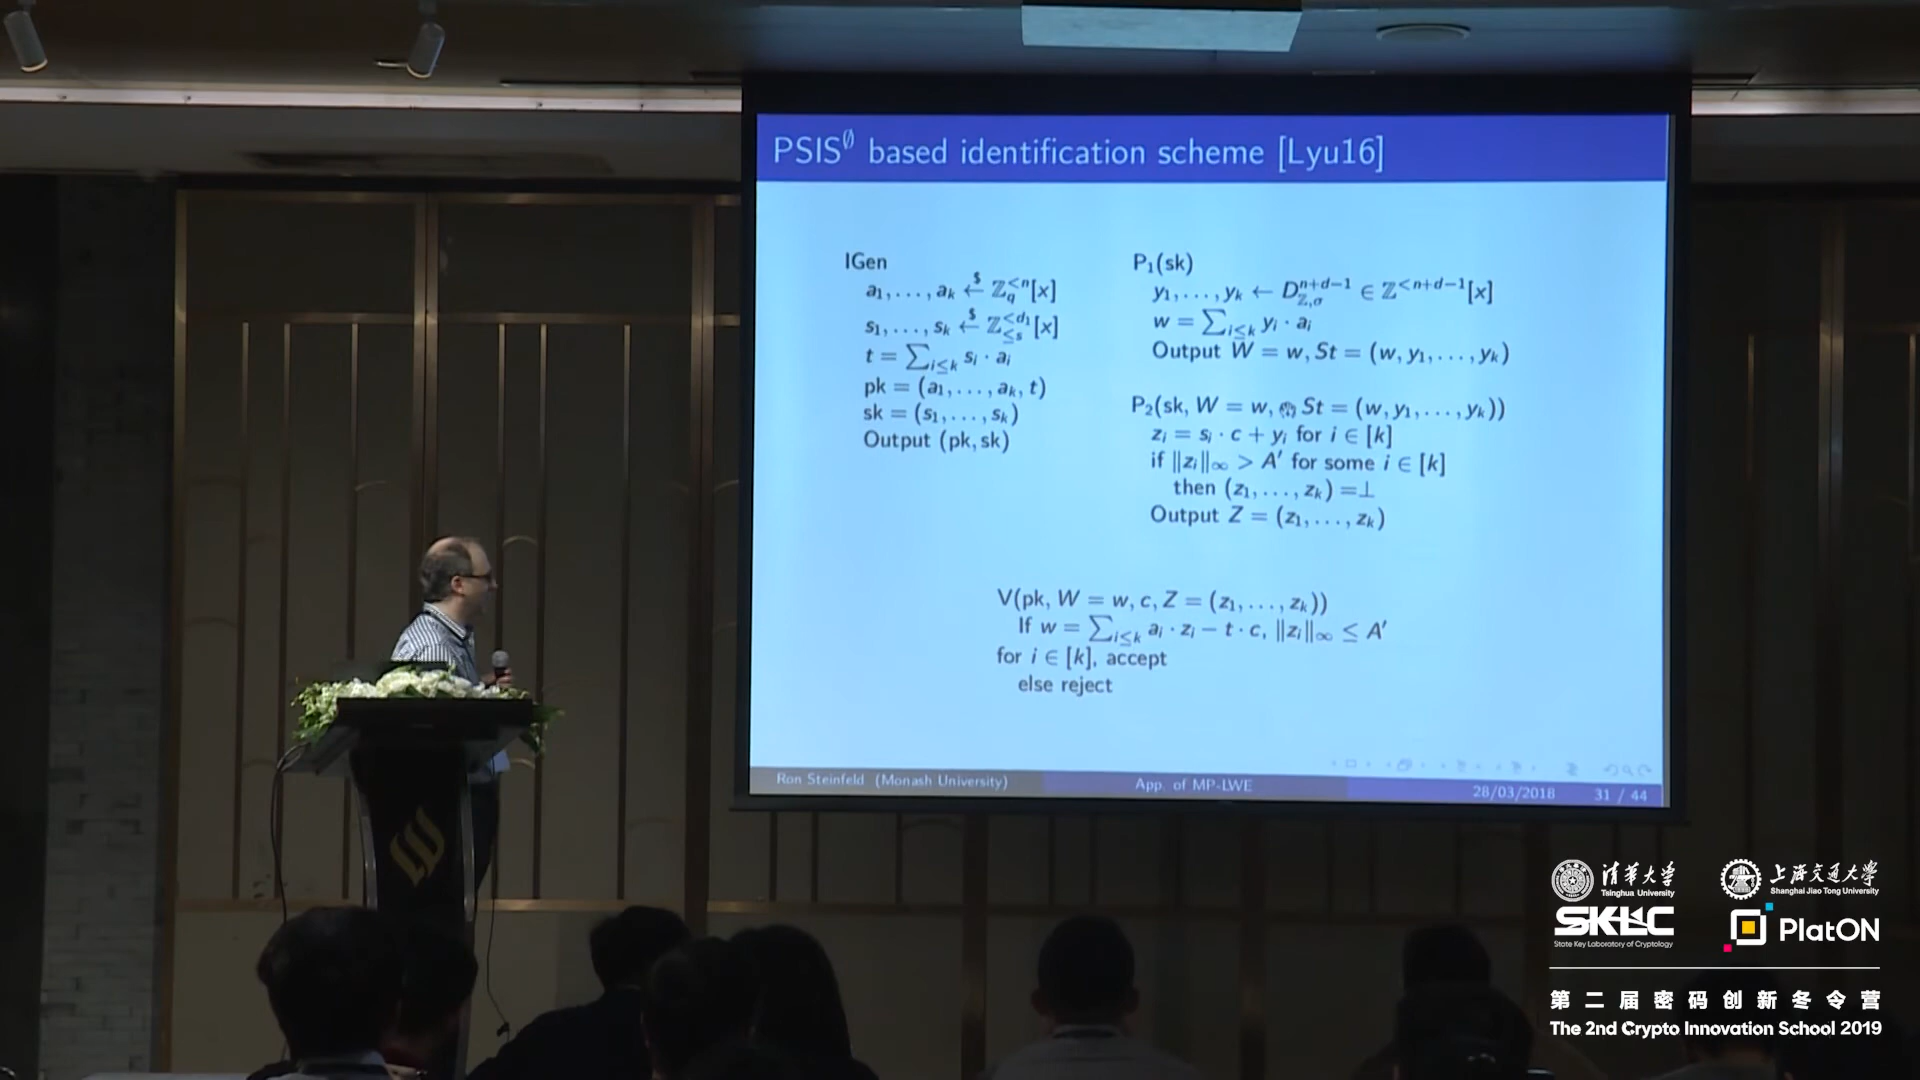 PSIS^∅ based identification scheme [Lyu16]
IGen
a₁, . . . , aₖ ←$ ℤ_q^{<n}[x]
s₁, . . . , sₖ ←$ ℤ_{≤s}^{<d₁}[x]
t = ∑_{i≤k} sᵢ · aᵢ
pk = (a₁, . . . , aₖ, t)
sk = (s₁, . . . , sₖ)
Output (pk, sk)
P₁(sk)
y₁, . . . , yₖ ← D_{ℤ,σ}^{n+d−1} ∈ ℤ^{<n+d−1}[x]
w = ∑_{i≤k} yᵢ · aᵢ
Output W = w, St = (w, y₁, . . . , yₖ)
P₂(sk, W = w, St = (w, y₁, . . . , yₖ))
zᵢ = sᵢ · c + yᵢ for i ∈ [k]
if ‖zᵢ‖∞ > A′ for some i ∈ [k]
then (z₁, . . . , zₖ) =⊥
Output Z = (z₁, . . . , zₖ)
V(pk, W = w, c, Z = (z₁, . . . , zₖ))
If w = ∑_{i≤k} aᵢ · zᵢ − t · c, ‖zᵢ‖∞ ≤ A′
for i ∈ [k], accept
else reject
Ron Steinfeld (Monash University)
App. of MP-LWE
28/03/2018
31 / 44
清华大学
Tsinghua University
上海交通大学
Shanghai Jiao Tong University
SKLC
State Key Laboratory of Cryptology
PlatON
第二届密码创新冬令营
The 2nd Crypto Innovation School 2019